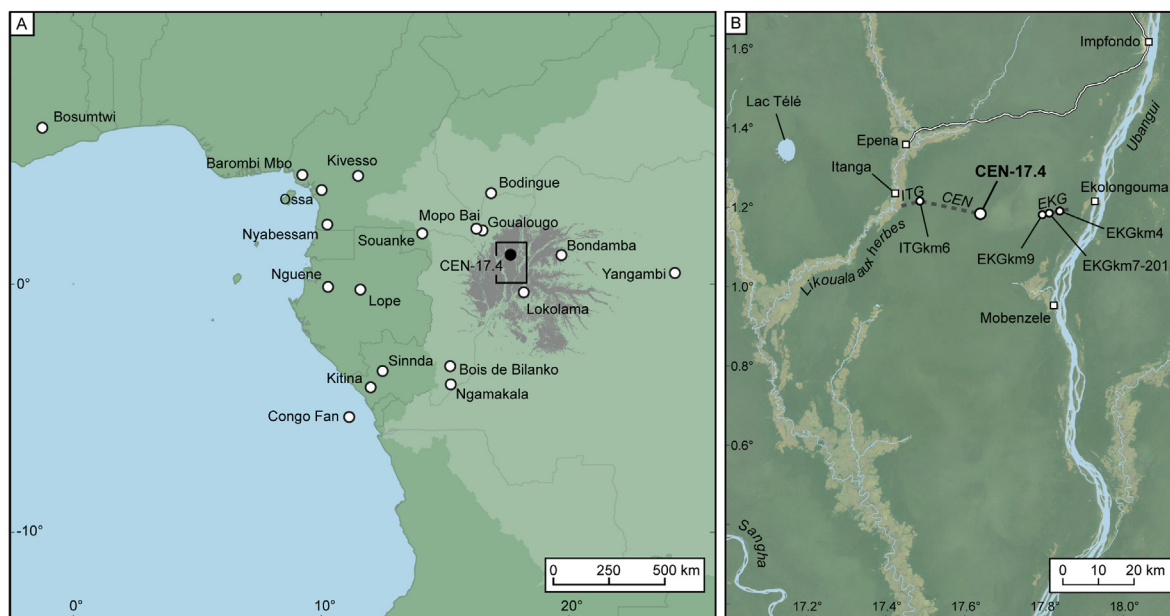 A
Bosumtwi
Barombi Mbo
Kivesso
Ossa
Bodingue
Mopo Bai
Goualougo
Nyabessam
Souanke
Bondamba
CEN-17.4
Yangambi
Nguene
Lope
Lokolama
Sinnda
Bois de Bilanko
Kitina
Ngamakala
Congo Fan
0°
-10°
0 250 500 km
0° 10° 20°
B
1.6°
Impfondo
Lac Télé
1.4°
Epena
Ubangui
Itanga
CEN-17.4
ITG
CEN
EKG
Ekolongouma
1.2°
ITGkm6
EKGkm4
EKGkm9
EKGkm7-201
Likouala aux herbes
1.0°
Mobenzele
0.8°
0.6°
Sangha
0 10 20 km
0.4°
17.2° 17.4° 17.6° 17.8° 18.0°